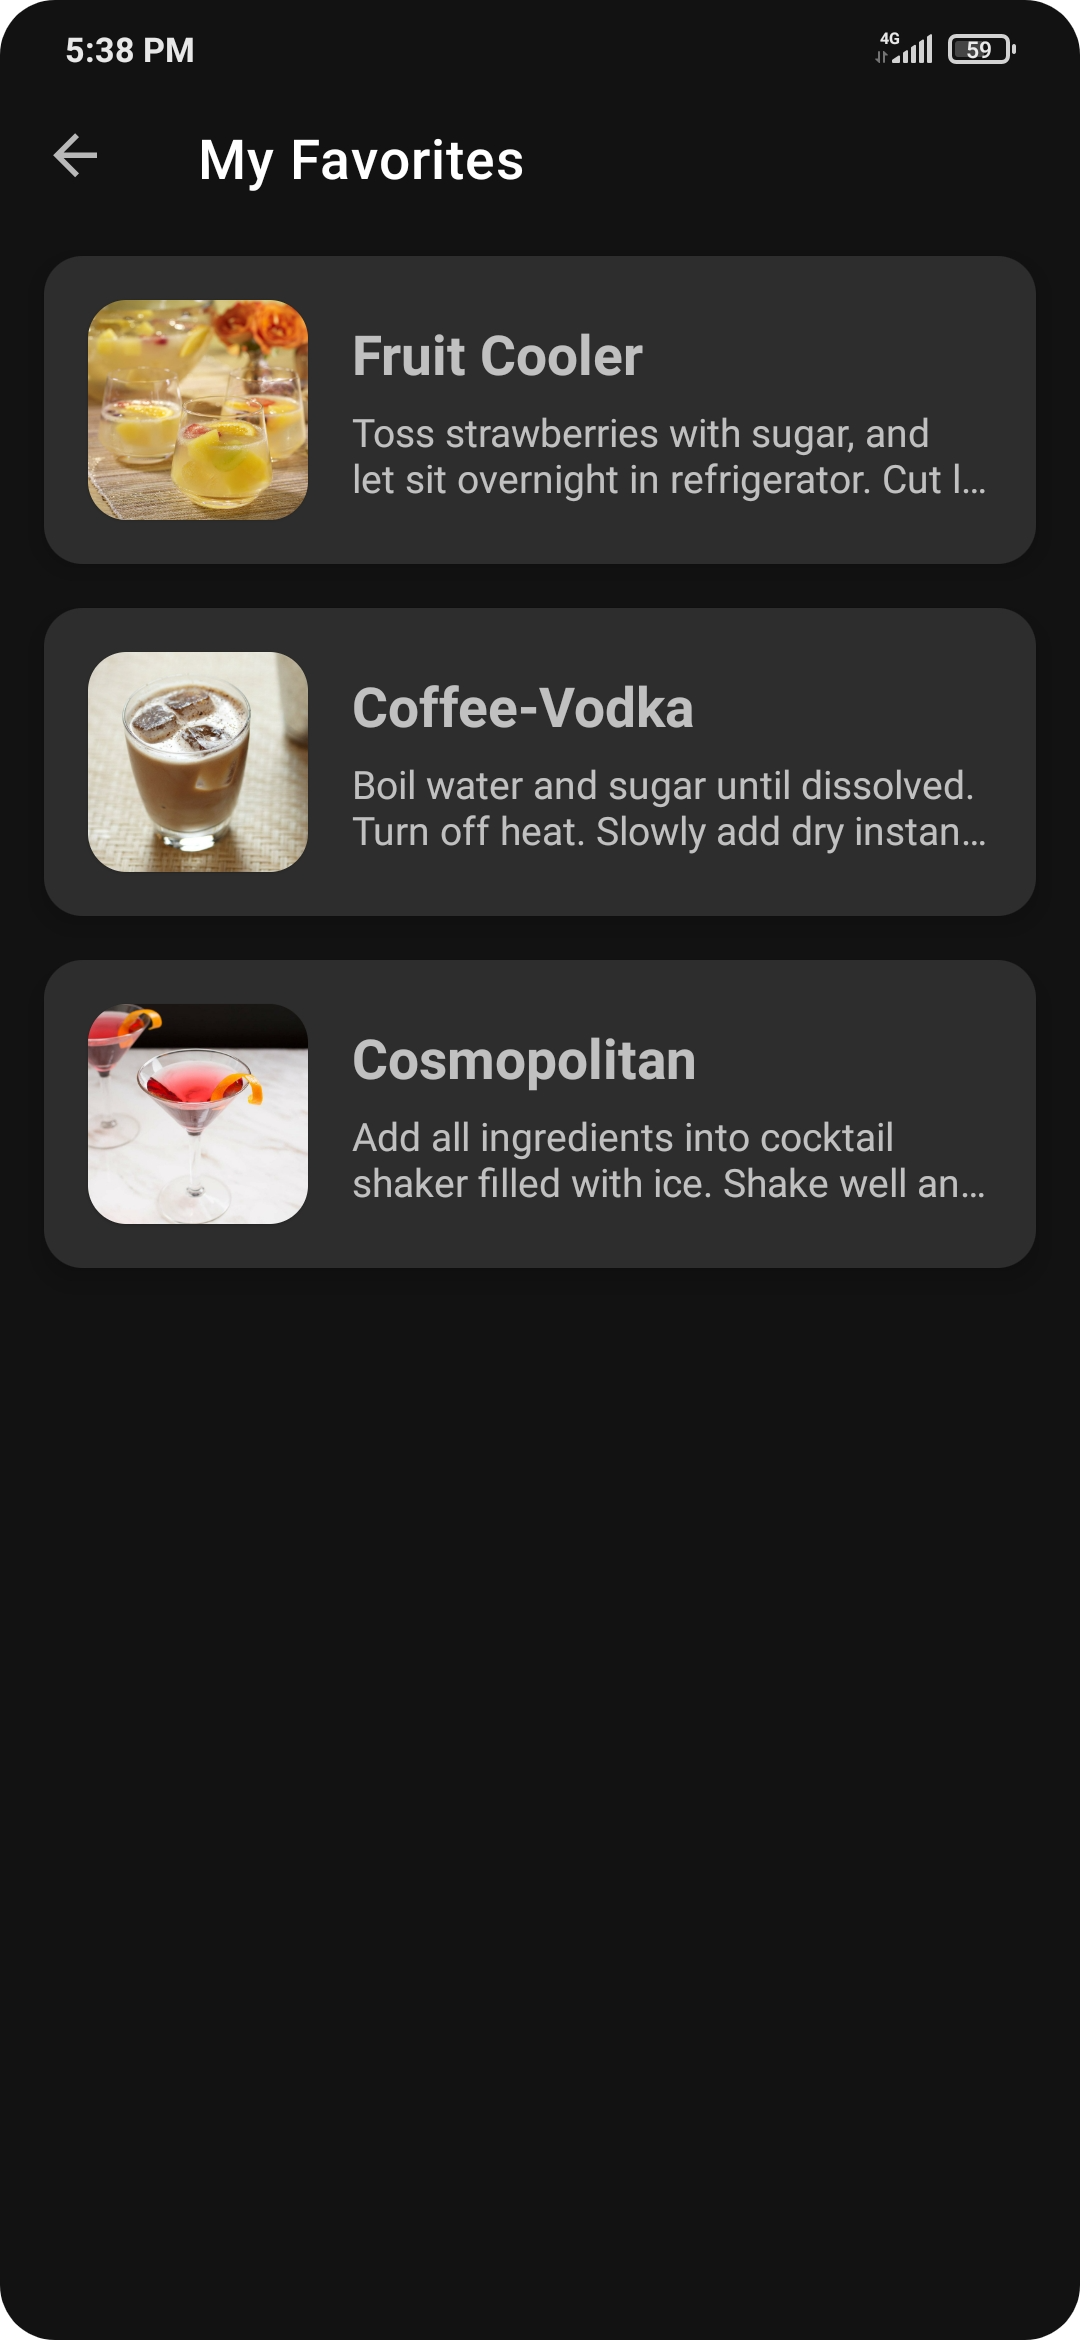 5:38 PM
4G
59
My Favorites
Fruit Cooler
Toss strawberries with sugar, and
let sit overnight in refrigerator. Cut l…
Coffee-Vodka
Boil water and sugar until dissolved.
Turn off heat. Slowly add dry instan…
Cosmopolitan
Add all ingredients into cocktail
shaker filled with ice. Shake well an…